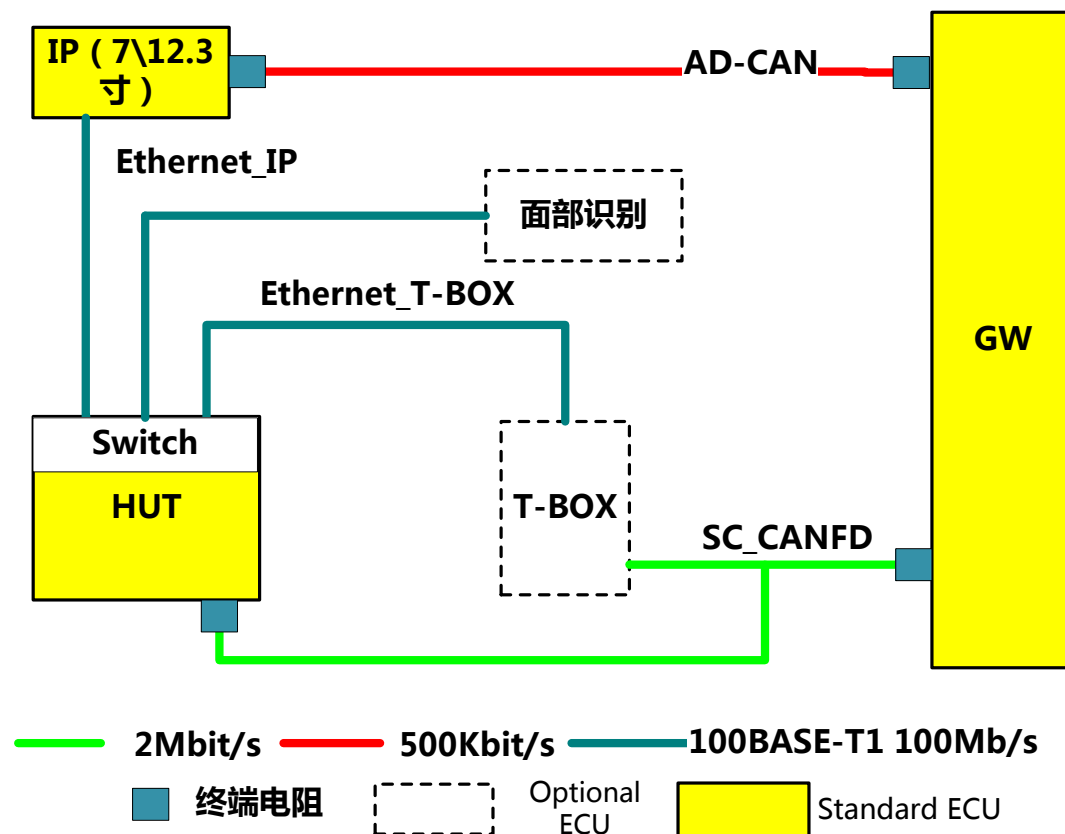 IP（7\12.3
寸）
AD-CAN
Ethernet_IP
面部识别
Ethernet_T-BOX
GW
Switch
HUT
T-BOX
SC_CANFD
2Mbit/s
500Kbit/s
100BASE-T1 100Mb/s
终端电阻
Optional
ECU
Standard ECU